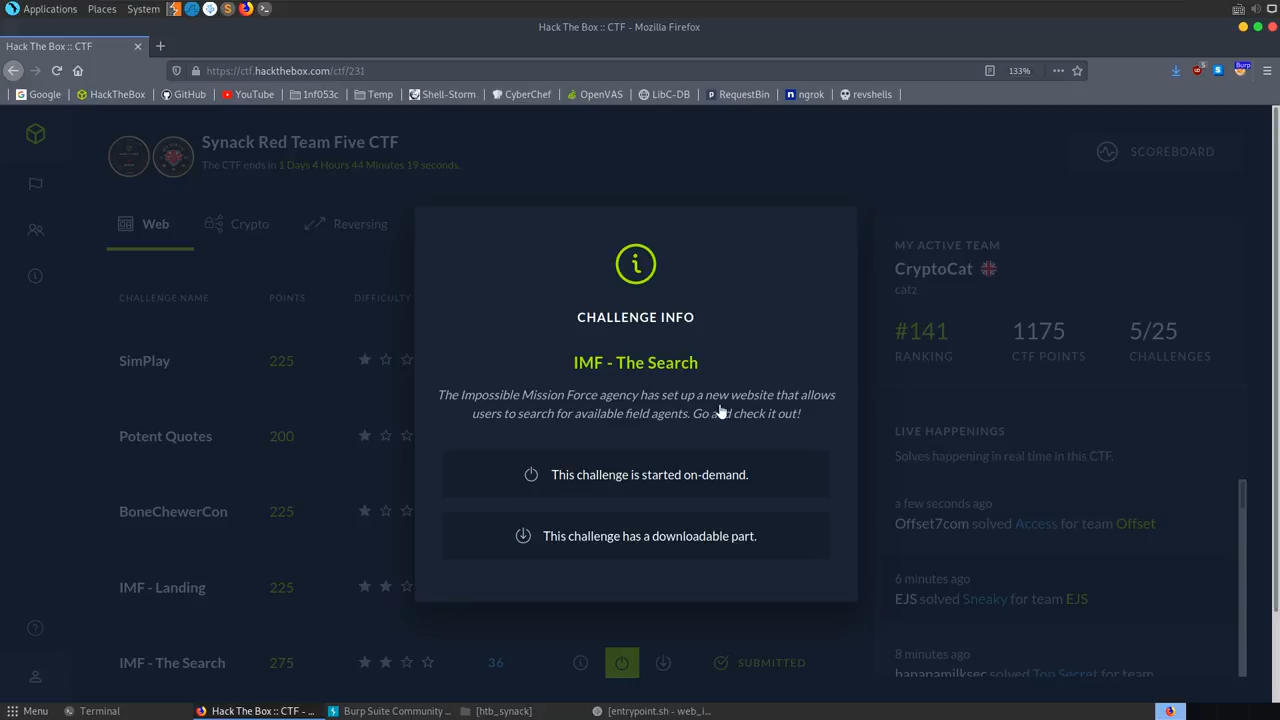 Applications Places System
Hack The Box :: CTF - Mozilla Firefox
Hack The Box :: CTF
https://ctf.hackthebox.com/ctf/231
133%
Burp
Google HackTheBox GitHub YouTube 1nf053c Temp Shell-Storm CyberChef OpenVAS LibC-DB RequestBin ngrok revshells
Synack Red Team Five CTF
The CTF ends in 1 Days 4 Hours 44 Minutes 19 seconds.
SCOREBOARD
Web Crypto Reversing
CHALLENGE NAME POINTS DIFFICULTY
SimPlay 225
Potent Quotes 200
BoneChewerCon 225
IMF - Landing 225
IMF - The Search 275 36 SUBMITTED
CHALLENGE INFO
IMF - The Search
The Impossible Mission Force agency has set up a new website that allows
users to search for available field agents. Go and check it out!
This challenge is started on-demand.
This challenge has a downloadable part.
MY ACTIVE TEAM
CryptoCat
catz
#141 1175 5/25
RANKING CTF POINTS CHALLENGES
LIVE HAPPENINGS
Solves happening in real time in this CTF.
a few seconds ago
Offset7com solved Access for team Offset
6 minutes ago
EJS solved Sneaky for team EJS
8 minutes ago
bananamilksec solved Top Secret for team
Menu Terminal Hack The Box :: CTF - ... Burp Suite Community ... [htb_synack] [entrypoint.sh - web_i...